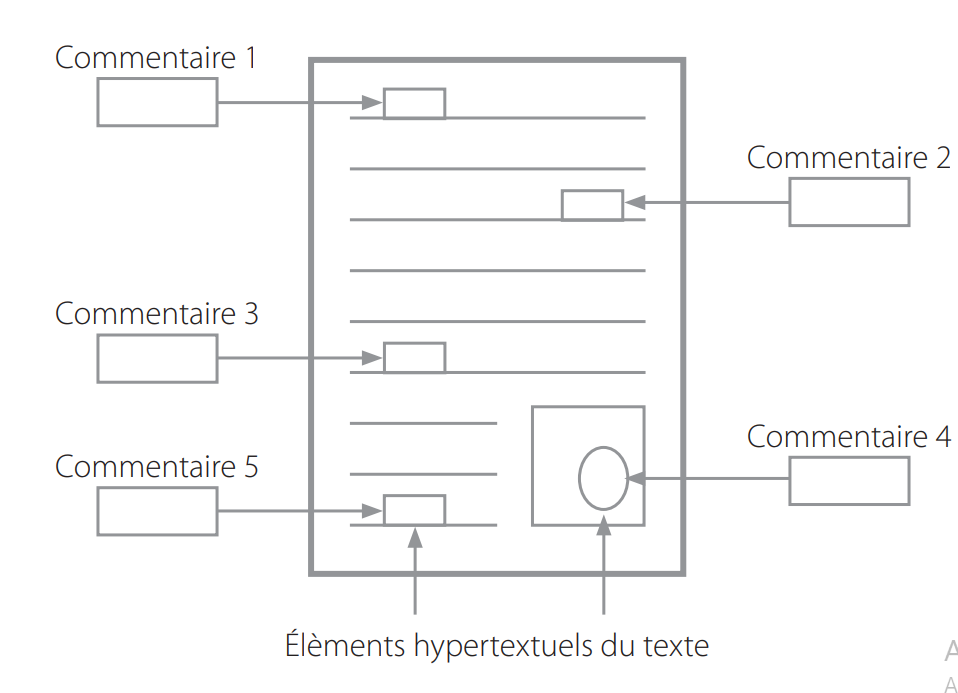 Commentaire 1
Commentaire 2
Commentaire 3
Commentaire 4
Commentaire 5
Élèments hypertextuels du texte
A
A